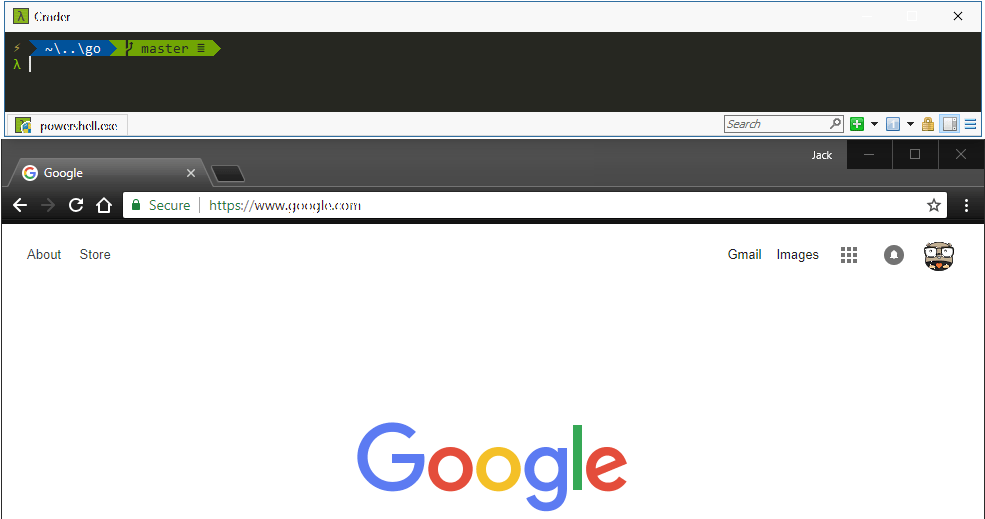 Cmder
~\..\go master ≣
λ
powershell.exe
Search
Jack
Google
Secure https://www.google.com
About Store
Gmail Images
Google